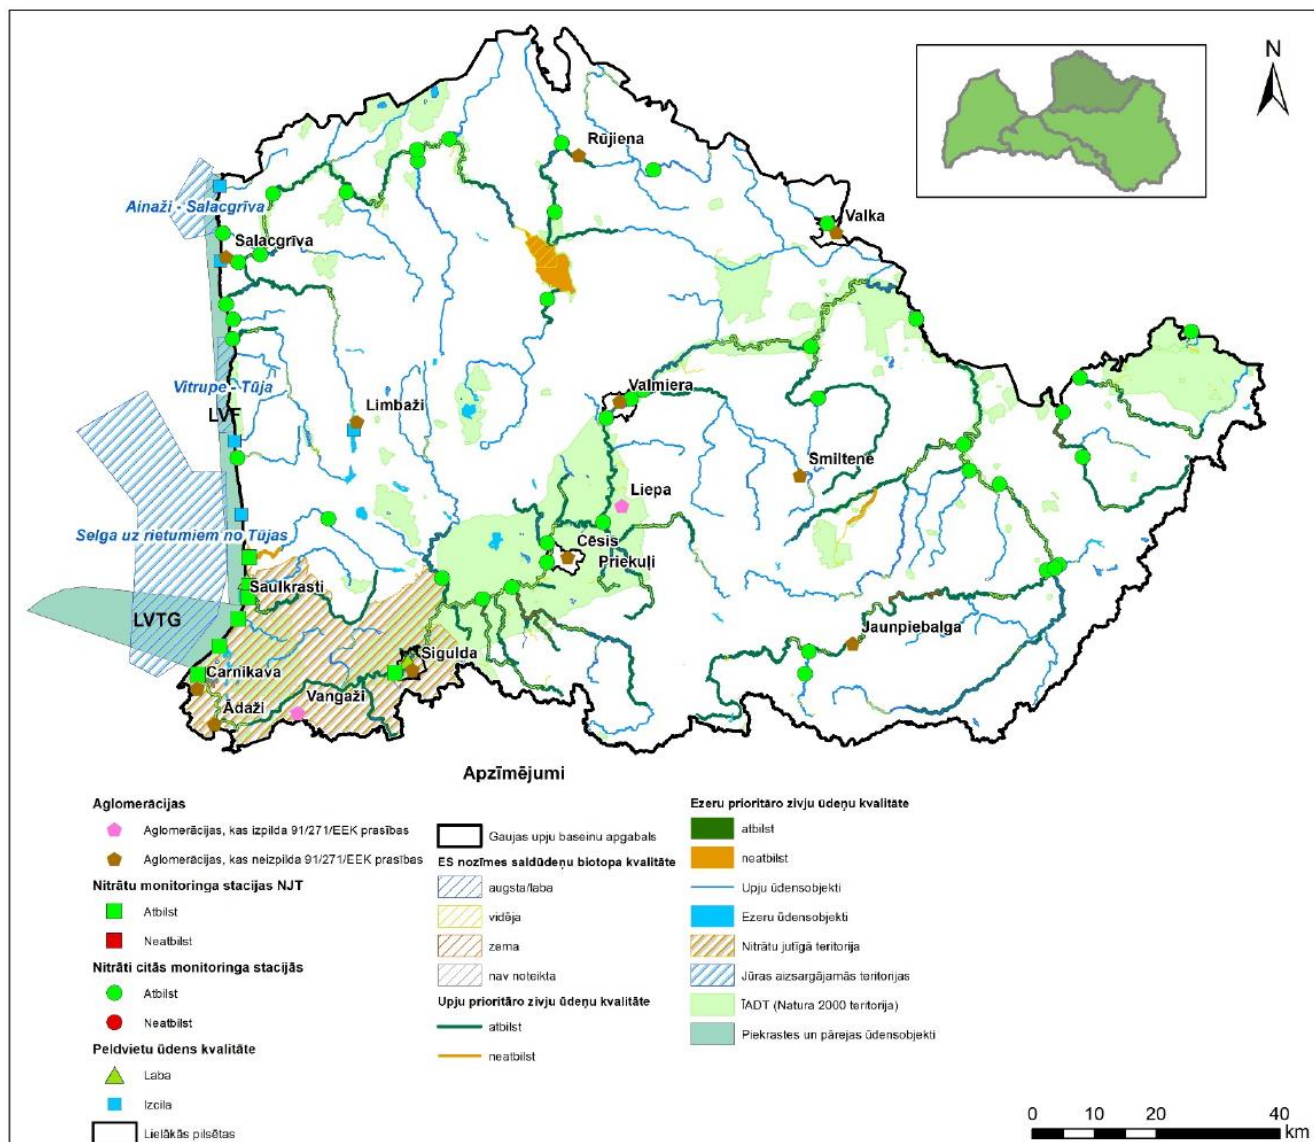 N
Rūjiena
Ainaži - Salacgrīva
Valka
Salacgrīva
Vitrupe - Tūja
Valmiera
LVF
Limbaži
Smiltene
Liepa
Selga uz rietumiem no Tūjas
Cēsis
Priekuļi
Saulkrasti
LVTG
Jaunpiebalga
Sigulda
Carnikava
Vangaži
Ādaži
Apzīmējumi
Aglomerācijas
Aglomerācijas, kas izpilda 91/271/EEK prasības
Aglomerācijas, kas neizpilda 91/271/EEK prasības
Nitrātu monitoringa stacijas NJT
Atbilst
Neatbilst
Nitrāti citās monitoringa stacijās
Atbilst
Neatbilst
Peldvietu ūdens kvalitāte
Laba
Izcila
Lielākās pilsētas
Gaujas upju baseinu apgabals
ES nozīmes saldūdeņu biotopa kvalitāte
augsta/laba
vidēja
zema
nav noteikta
Upju prioritāro zivju ūdeņu kvalitāte
atbilst
neatbilst
Ezeru prioritāro zivju ūdeņu kvalitāte
atbilst
neatbilst
Upju ūdensobjekti
Ezeru ūdensobjekti
Nitrātu jutīgā teritorija
Jūras aizsargājamās teritorijas
ĪADT (Natura 2000 teritorija)
Piekrastes un pārejas ūdensobjekti
0 10 20 40
km